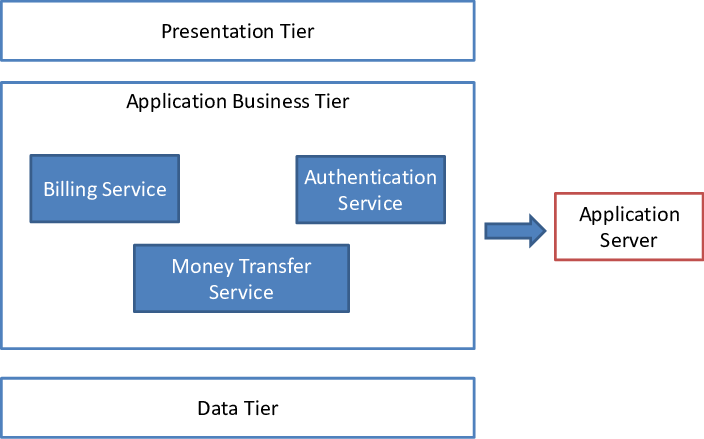 Presentation Tier
Application Business Tier
Billing Service
Authentication
Service
Money Transfer
Service
Application
Server
Data Tier